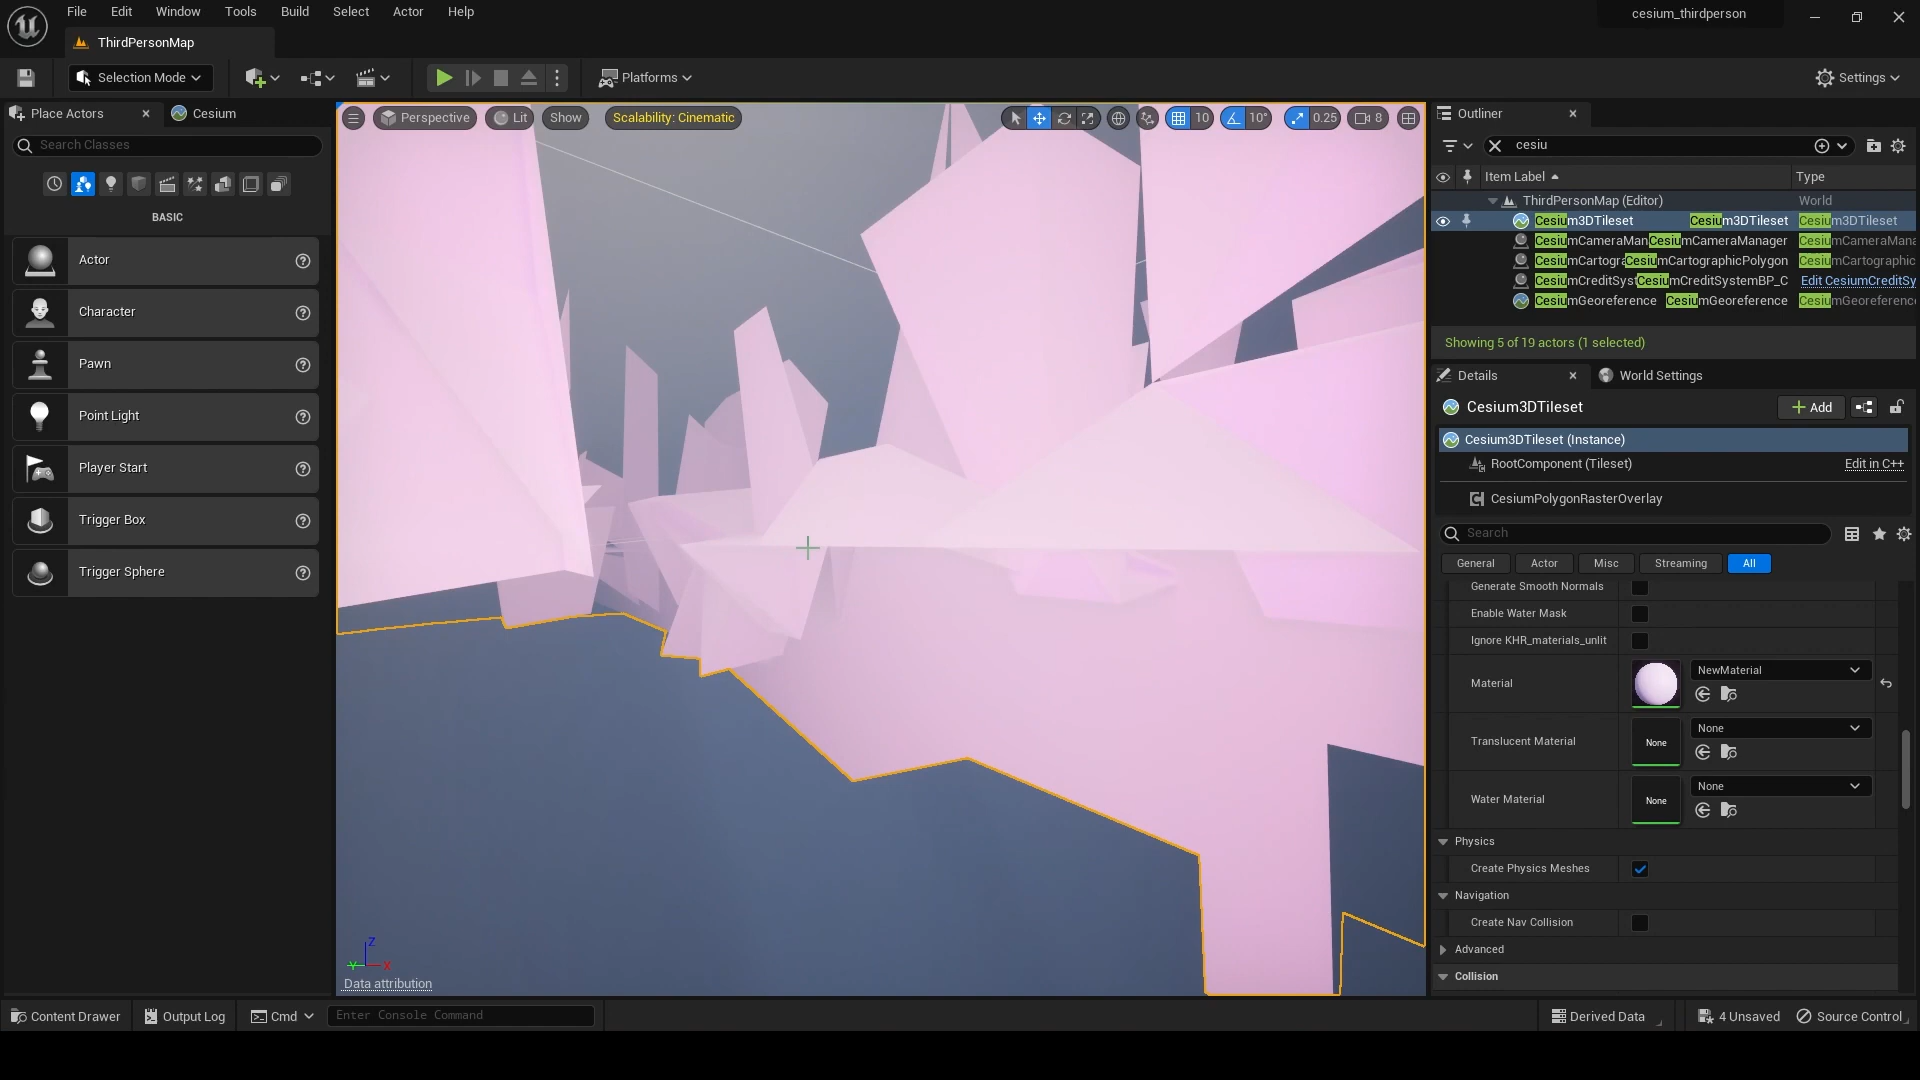 File Edit Window Tools Build Select Actor Help
cesium_thirdperson
ThirdPersonMap
Selection Mode
Platforms
Settings
Place Actors
Cesium
Search Classes
BASIC
Actor
Character
Pawn
Point Light
Player Start
Trigger Box
Trigger Sphere
Perspective
Lit
Show
Scalability: Cinematic
10
10°
0.25
8
Z
Y
X
Data attribution
Outliner
cesiu
Item Label
Type
ThirdPersonMap (Editor) World
Cesium3DTileset Cesium3DTileset Cesium3DTileset
CesiumCameraMan CesiumCameraManager CesiumCameraMana
CesiumCartogra CesiumCartographicPolygon CesiumCartographic
CesiumCreditSyst CesiumCreditSystemBP_C Edit CesiumCreditSy
CesiumGeoreference CesiumGeoreference CesiumGeoreference
Showing 5 of 19 actors (1 selected)
Details
World Settings
Cesium3DTileset
Add
Cesium3DTileset (Instance)
RootComponent (Tileset) Edit in C++
CesiumPolygonRasterOverlay
Search
General Actor Misc Streaming All
Generate Smooth Normals
Enable Water Mask
Ignore KHR_materials_unlit
Material
NewMaterial
Translucent Material
None
None
Water Material
None
None
Physics
Create Physics Meshes
Navigation
Create Nav Collision
Advanced
Collision
Content Drawer
Output Log
Cmd
Enter Console Command
Derived Data
4 Unsaved
Source Control